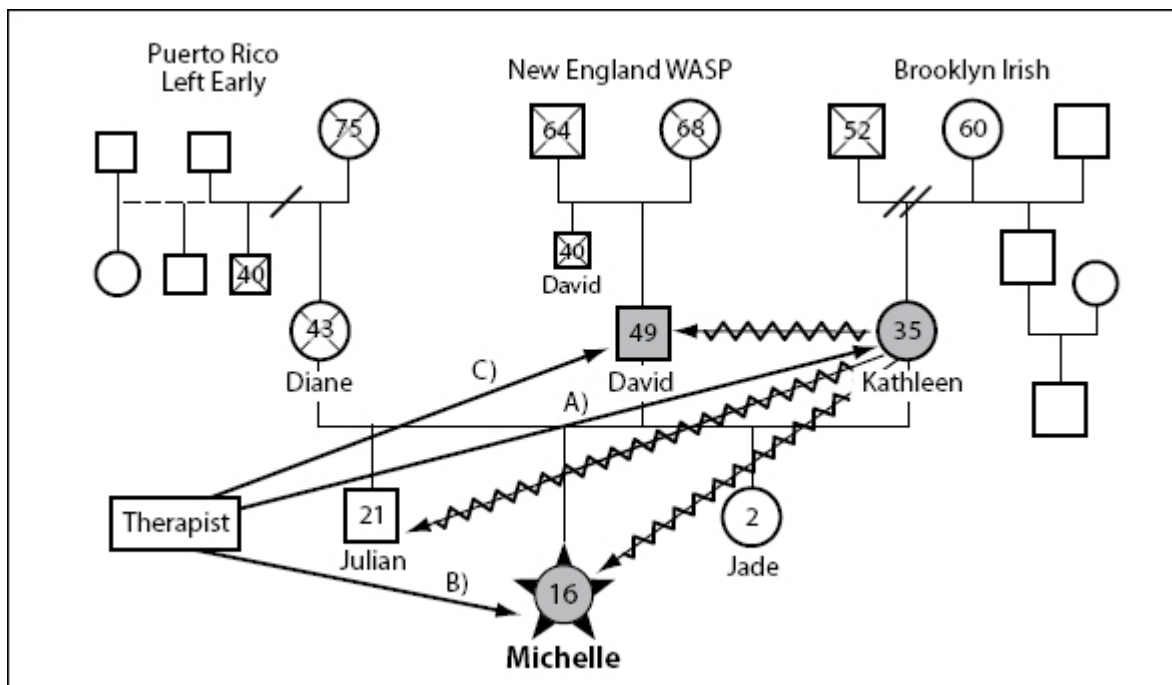 Puerto Rico
Left Early
New England WASP
Brooklyn Irish
75
64
68
52
60
40
40
David
43
Diane
49
David
35
Kathleen
C)
A)
Therapist
21
Julian
2
Jade
B)
16
Michelle